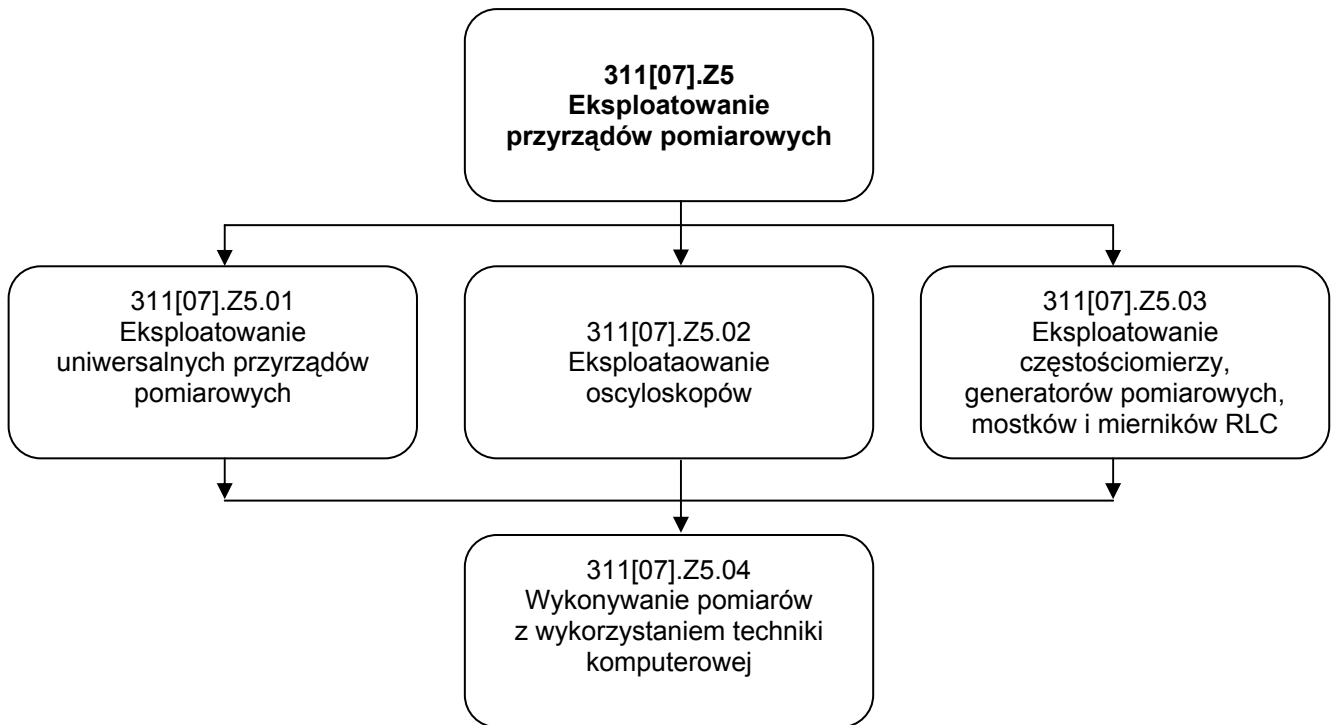 311[07].Z5
Eksploatowanie
przyrządów pomiarowych
311[07].Z5.01
Eksploatowanie
uniwersalnych przyrządów
pomiarowych
311[07].Z5.02
Eksploataowanie
oscyloskopów
311[07].Z5.03
Eksploatowanie
częstościomierzy,
generatorów pomiarowych,
mostków i mierników RLC
311[07].Z5.04
Wykonywanie pomiarów
z wykorzystaniem techniki
komputerowej